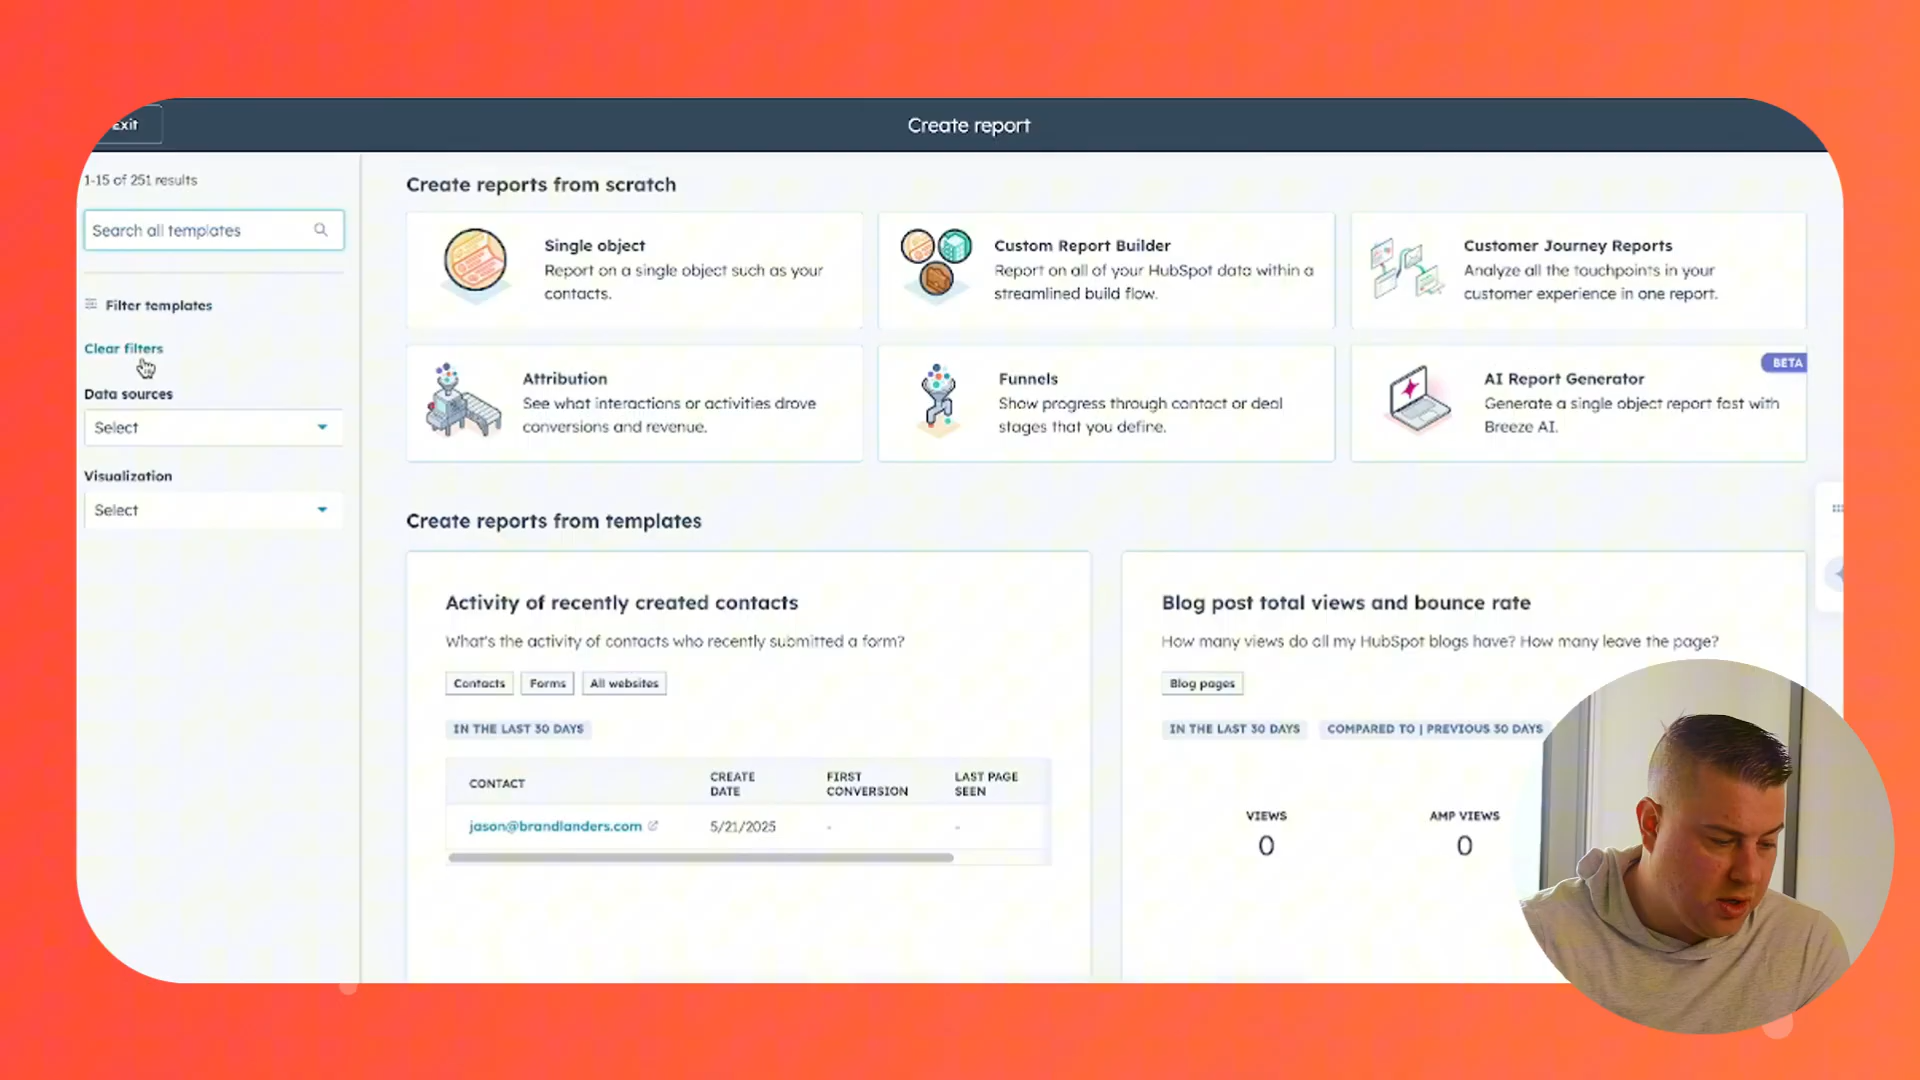 Exit
Create report
1-15 of 251 results
Search all templates
Filter templates
Clear filters
Data sources
Select
Visualization
Select
Create reports from scratch
Single object
Report on a single object such as your
contacts.
Custom Report Builder
Report on all of your HubSpot data within a
streamlined build flow.
Customer Journey Reports
Analyze all the touchpoints in your
customer experience in one report.
Attribution
See what interactions or activities drove
conversions and revenue.
Funnels
Show progress through contact or deal
stages that you define.
BETA
AI Report Generator
Generate a single object report fast with
Breeze AI.
Create reports from templates
Activity of recently created contacts
What's the activity of contacts who recently submitted a form?
Contacts Forms All websites
IN THE LAST 30 DAYS
CONTACT
CREATE
DATE
FIRST
CONVERSION
LAST PAGE
SEEN
jason@brandlanders.com 5/21/2025 - -
Blog post total views and bounce rate
How many views do all my HubSpot blogs have? How many leave the page?
Blog pages
IN THE LAST 30 DAYS COMPARED TO | PREVIOUS 30 DAYS
VIEWS
0
AMP VIEWS
0